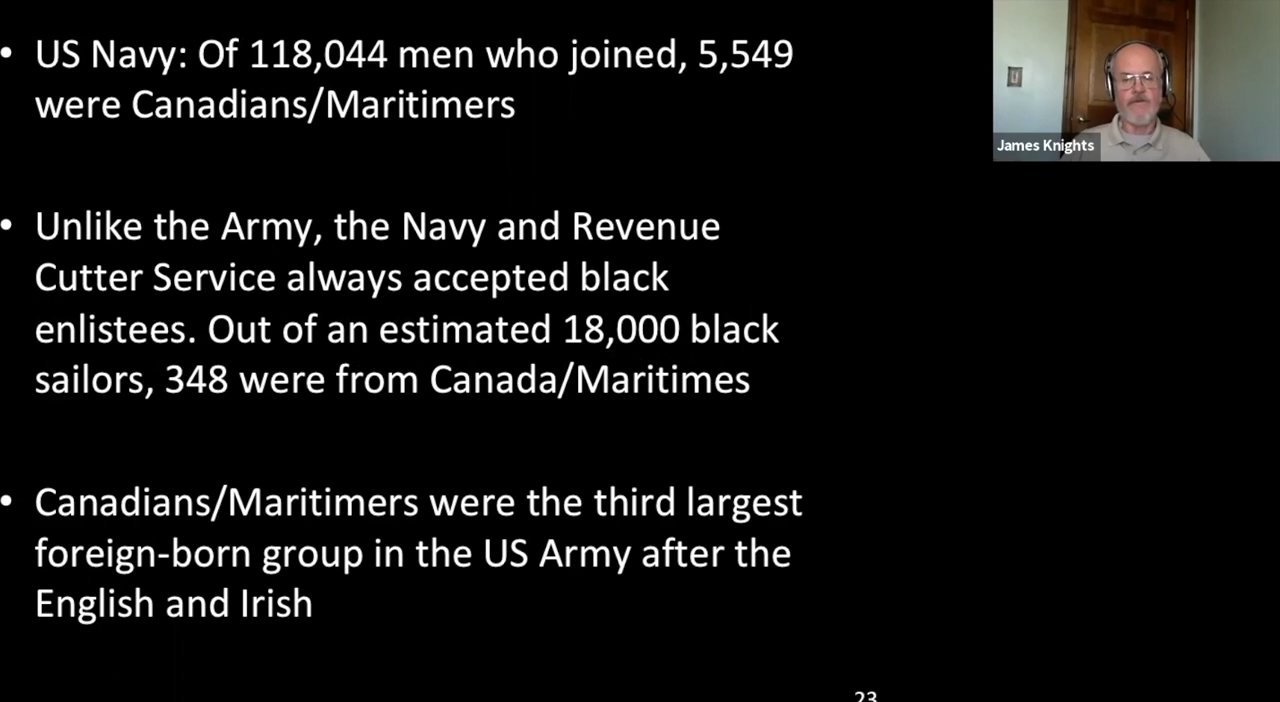 • US Navy: Of 118,044 men who joined, 5,549
were Canadians/Maritimers
• Unlike the Army, the Navy and Revenue
Cutter Service always accepted black
enlistees. Out of an estimated 18,000 black
sailors, 348 were from Canada/Maritimes
• Canadians/Maritimers were the third largest
foreign-born group in the US Army after the
English and Irish
23
James Knights